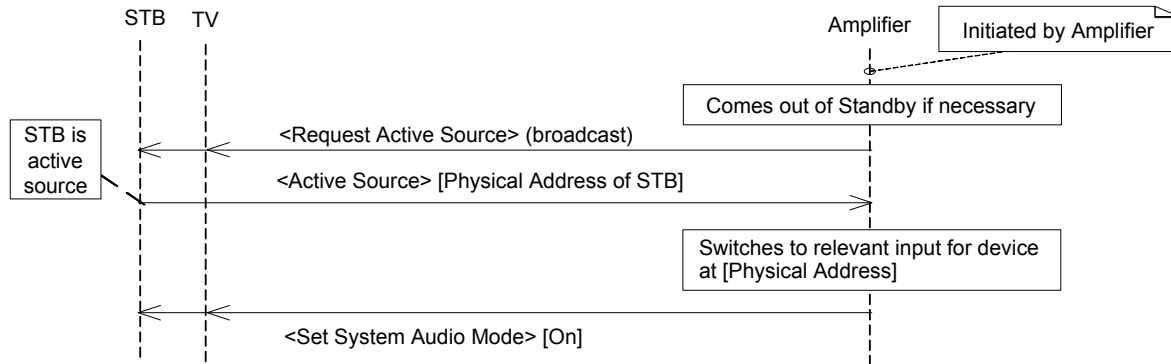 STB
TV
Amplifier
Initiated by Amplifier
Comes out of Standby if necessary
STB is
active
source
<Request Active Source> (broadcast)
<Active Source> [Physical Address of STB]
Switches to relevant input for device
at [Physical Address]
<Set System Audio Mode> [On]